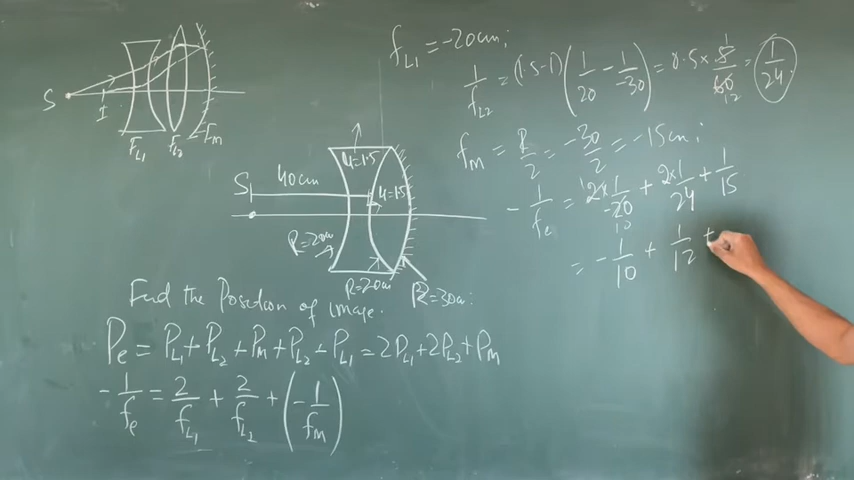 S
I
F_L1 F_L2 F_m
S 40cm
μ=1.5
μ=1.5
R=20cm
R=20cm
R=30cm
Find the Position of image.
P_e = P_L1 + P_L2 + P_M + P_L2 + P_L1 = 2P_L1 + 2P_L2 + P_M
-1/f_e = 2/f_L1 + 2/f_L2 + (-1/f_m)
f_L1 = -20cm;
1/f_L2 = (1.5-1)(1/20 - 1/-30) = 0.5 × 5/60 12 = 1/24
f_m = R/2 = -30/2 = -15cm;
-1/f_e = 2×1/-20 10 + 2×1/24 + 1/15
= -1/10 + 1/12 +